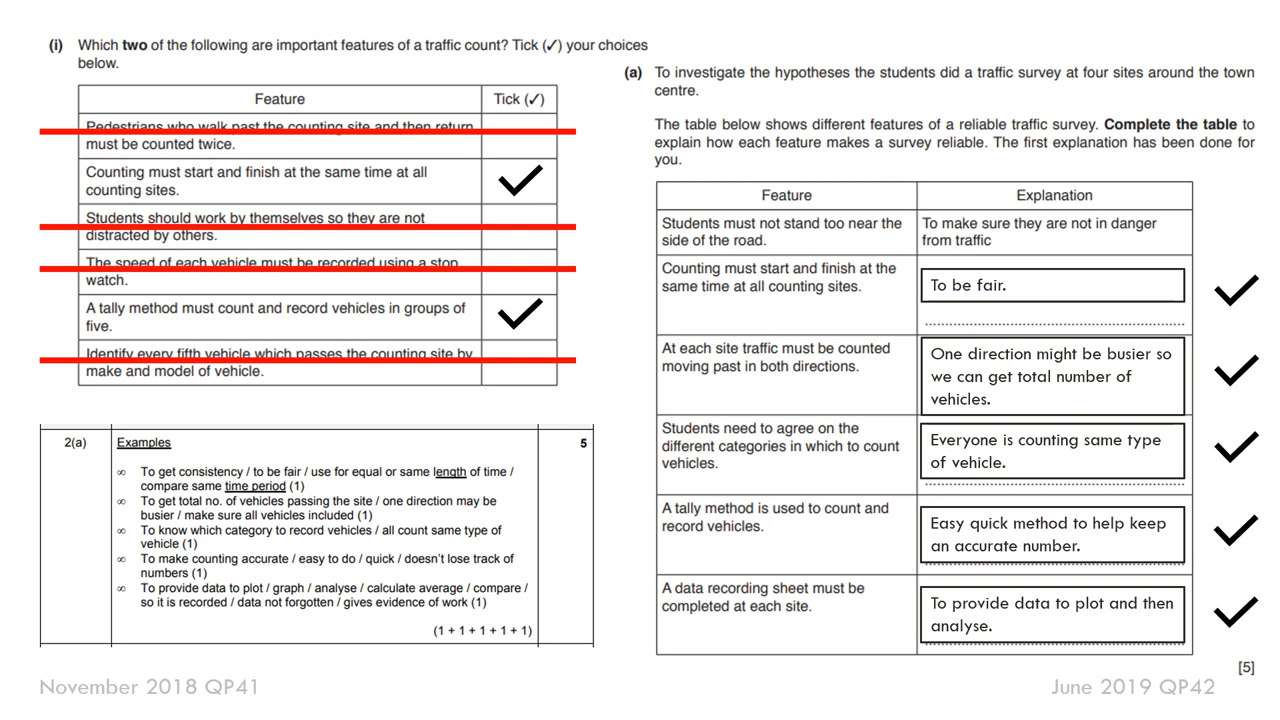 (i) Which two of the following are important features of a traffic count? Tick (✓) your choices
below.
Feature Tick (✓)
Pedestrians who walk past the counting site and then return
must be counted twice.
Counting must start and finish at the same time at all
counting sites.
✓
Students should work by themselves so they are not
distracted by others.
The speed of each vehicle must be recorded using a stop
watch.
A tally method must count and record vehicles in groups of
five.
✓
Identify every fifth vehicle which passes the counting site by
make and model of vehicle.
2(a) Examples 5
∞ To get consistency / to be fair / use for equal or same length of time /
compare same time period (1)
∞ To get total no. of vehicles passing the site / one direction may be
busier / make sure all vehicles included (1)
∞ To know which category to record vehicles / all count same type of
vehicle (1)
∞ To make counting accurate / easy to do / quick / doesn't lose track of
numbers (1)
∞ To provide data to plot / graph / analyse / calculate average / compare /
so it is recorded / data not forgotten / gives evidence of work (1)
(1 + 1 + 1 + 1 + 1)
November 2018 QP41
(a) To investigate the hypotheses the students did a traffic survey at four sites around the town
centre.
The table below shows different features of a reliable traffic survey. Complete the table to
explain how each feature makes a survey reliable. The first explanation has been done for
you.
Feature Explanation
Students must not stand too near the
side of the road.
To make sure they are not in danger
from traffic
Counting must start and finish at the
same time at all counting sites.
To be fair.
✓
At each site traffic must be counted
moving past in both directions.
One direction might be busier so
we can get total number of
vehicles.
✓
Students need to agree on the
different categories in which to count
vehicles.
Everyone is counting same type
of vehicle.
✓
A tally method is used to count and
record vehicles.
Easy quick method to help keep
an accurate number.
✓
A data recording sheet must be
completed at each site.
To provide data to plot and then
analyse.
✓
[5]
June 2019 QP42